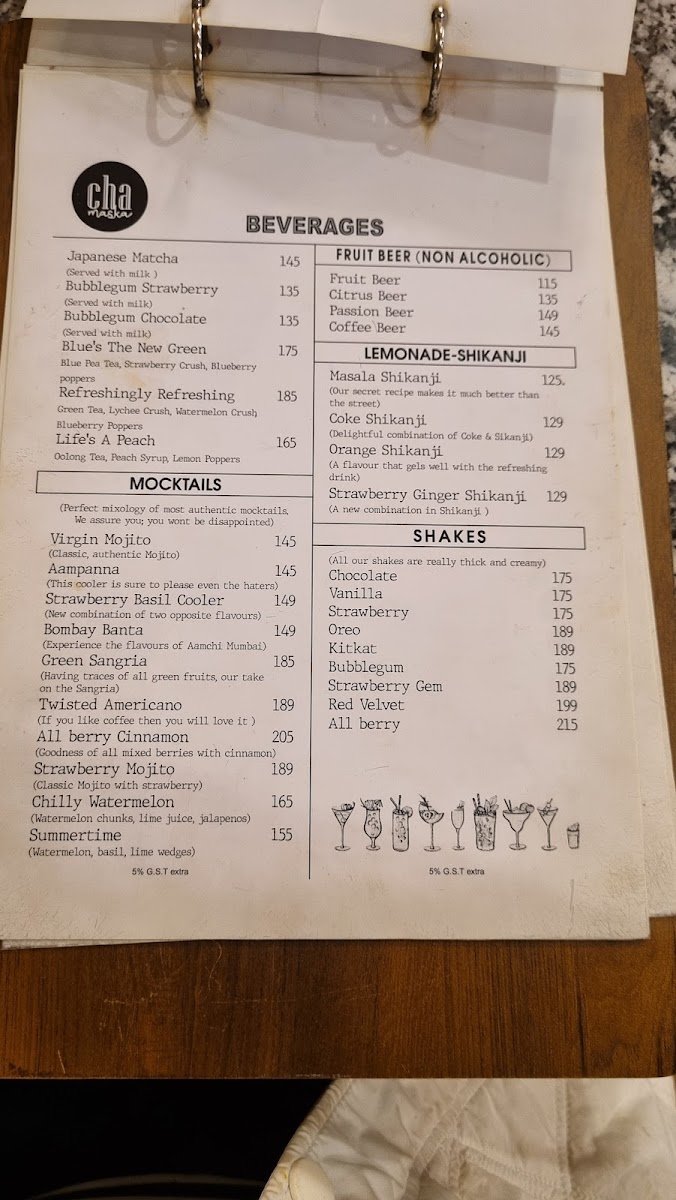 cha
maska
BEVERAGES
Japanese Matcha 145
(Served with milk )
Bubblegum Strawberry 135
(Served with milk)
Bubblegum Chocolate 135
(Served with milk)
Blue's The New Green 175
Blue Pea Tea, Strawberry Crush, Blueberry
poppers
Refreshingly Refreshing 185
Green Tea, Lychee Crush, Watermelon Crush
Blueberry Poppers
Life's A Peach 165
Oolong Tea, Peach Syrup, Lemon Poppers
MOCKTAILS
(Perfect mixology of most authentic mocktails.
We assure you; you wont be disappointed)
Virgin Mojito 145
(Classic, authentic Mojito)
Aampanna 145
(This cooler is sure to please even the haters)
Strawberry Basil Cooler 149
(New combination of two opposite flavours)
Bombay Banta 149
(Experience the flavours of Aamchi Mumbai)
Green Sangria 185
(Having traces of all green fruits, our take
on the Sangria)
Twisted Americano 189
(If you like coffee then you will love it )
All berry Cinnamon 205
(Goodness of all mixed berries with cinnamon)
Strawberry Mojito 189
(Classic Mojito with strawberry)
Chilly Watermelon 165
(Watermelon chunks, lime juice, jalapenos)
Summertime 155
(Watermelon, basil, lime wedges)
5% G.S.T extra
FRUIT BEER (NON ALCOHOLIC)
Fruit Beer 115
Citrus Beer 135
Passion Beer 149
Coffee Beer 145
LEMONADE-SHIKANJI
Masala Shikanji 125.
(Our secret recipe makes it much better than
the street)
Coke Shikanji 129
(Delightful combination of Coke & Sikanji)
Orange Shikanji 129
(A flavour that gels well with the refreshing
drink)
Strawberry Ginger Shikanji 129
(A new combination in Shikanji )
SHAKES
(All our shakes are really thick and creamy)
Chocolate 175
Vanilla 175
Strawberry 175
Oreo 189
Kitkat 189
Bubblegum 175
Strawberry Gem 189
Red Velvet 199
All berry 215
5% G.S.T extra